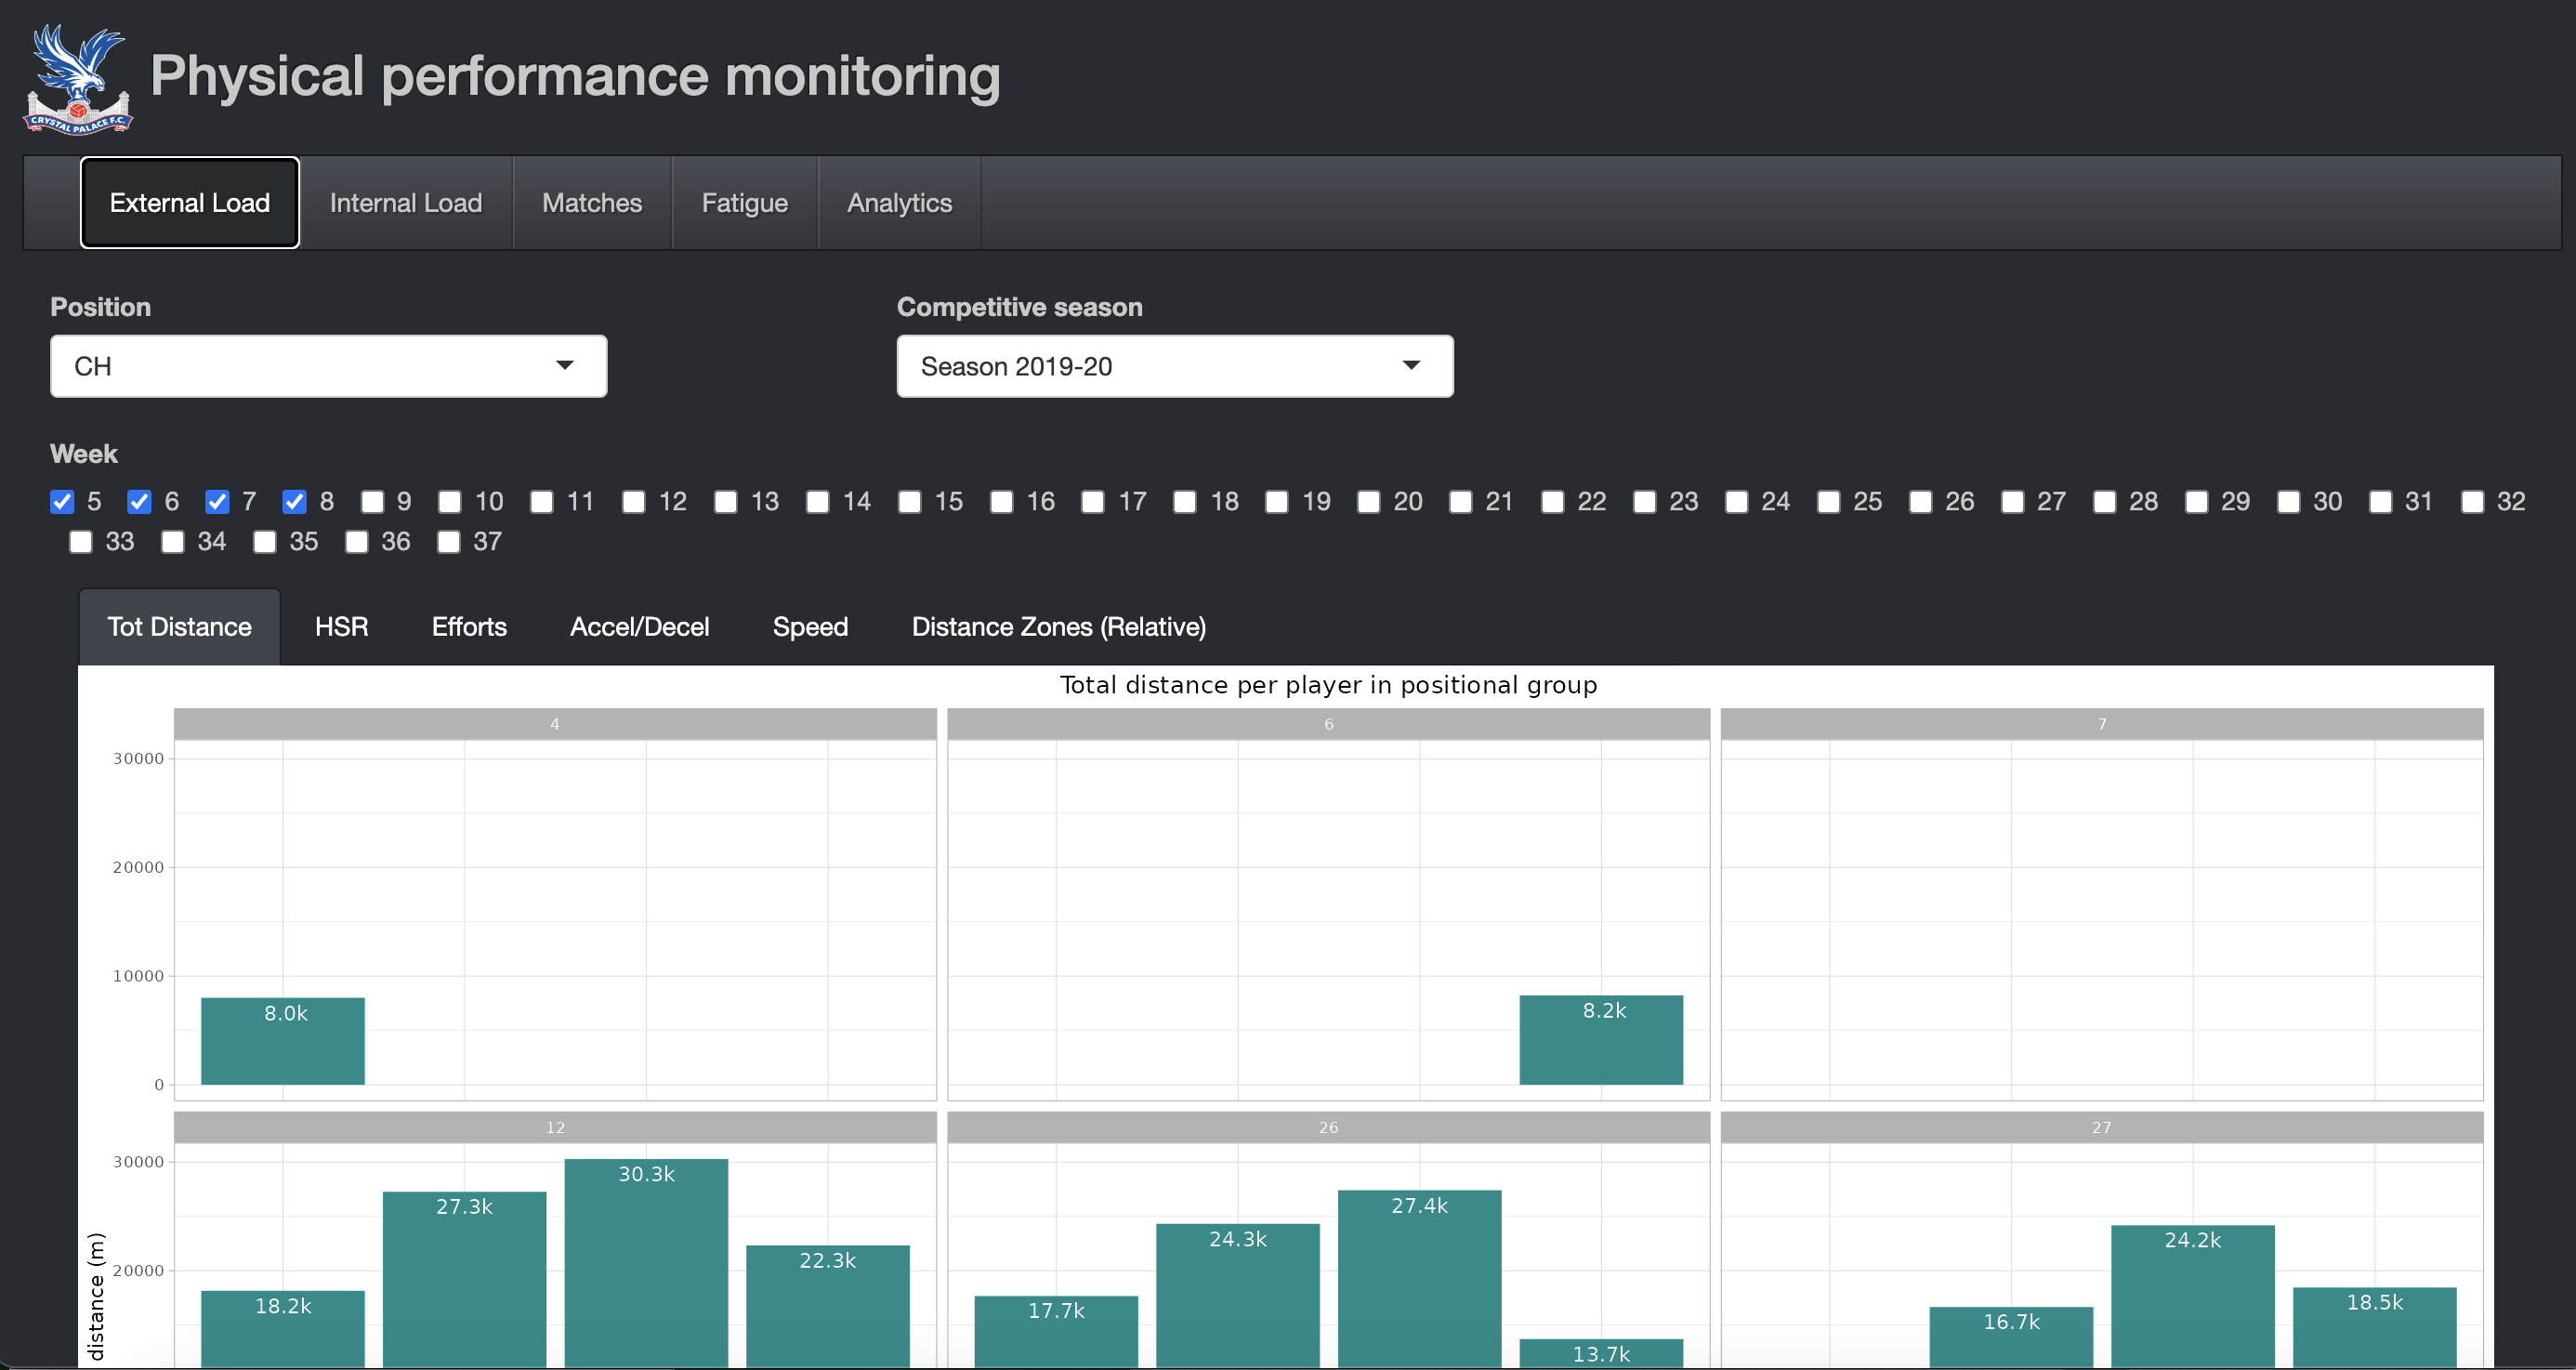 Physical performance monitoring
CRYSTAL PALACE F.C.
External Load Internal Load Matches Fatigue Analytics
Position Competitive season
CH Season 2019-20
Week
5 6 7 8 9 10 11 12 13 14 15 16 17 18 19 20 21 22 23 24 25 26 27 28 29 30 31 32
33 34 35 36 37
Tot Distance HSR Efforts Accel/Decel Speed Distance Zones (Relative)
Total distance per player in positional group
4 6 7
30000
20000
10000
8.0k 8.2k
0
12 26 27
30000
30.3k
27.3k 27.4k
24.3k 24.2k
22.3k
20000
18.2k 17.7k 18.5k
16.7k
13.7k
distance (m)